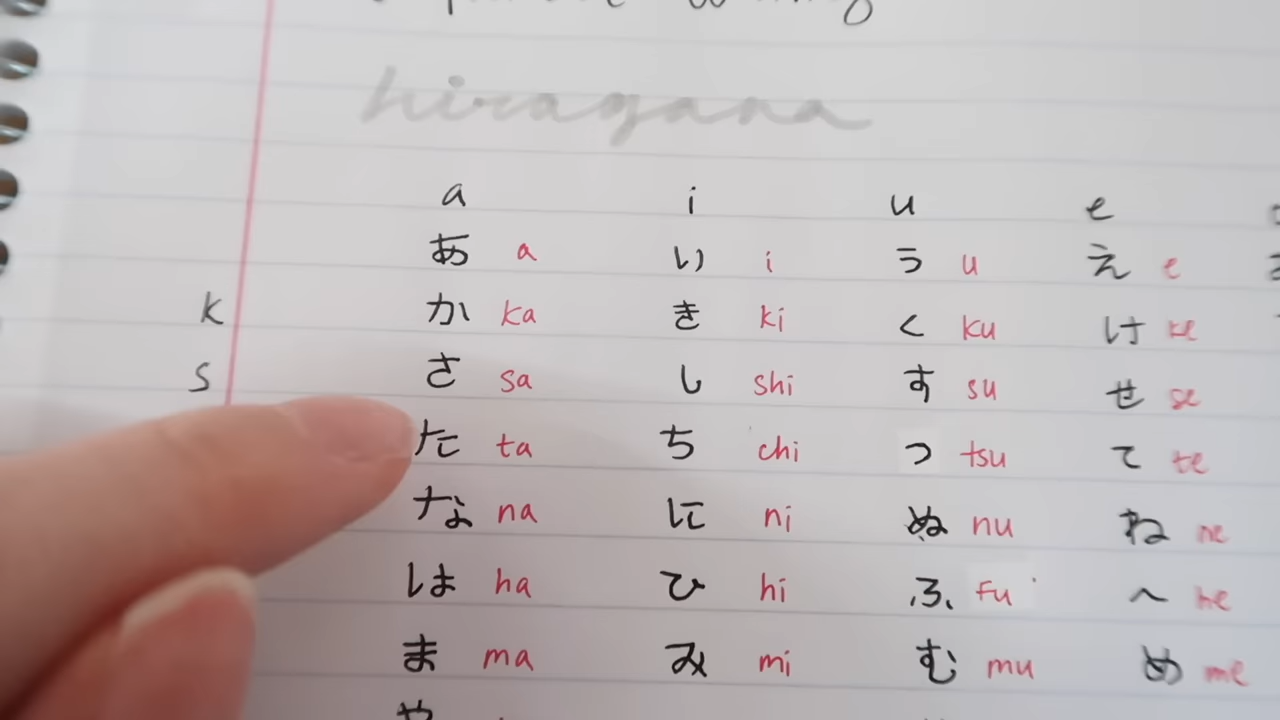 hiragana
a i u e
あ a い i う u え e
K か ka き ki く ku け ke
S さ sa し shi す su せ se
た ta ち chi つ tsu て te
な na に ni ぬ nu ね ne
は ha ひ hi ふ fu へ he
ま ma み mi む mu め me
や